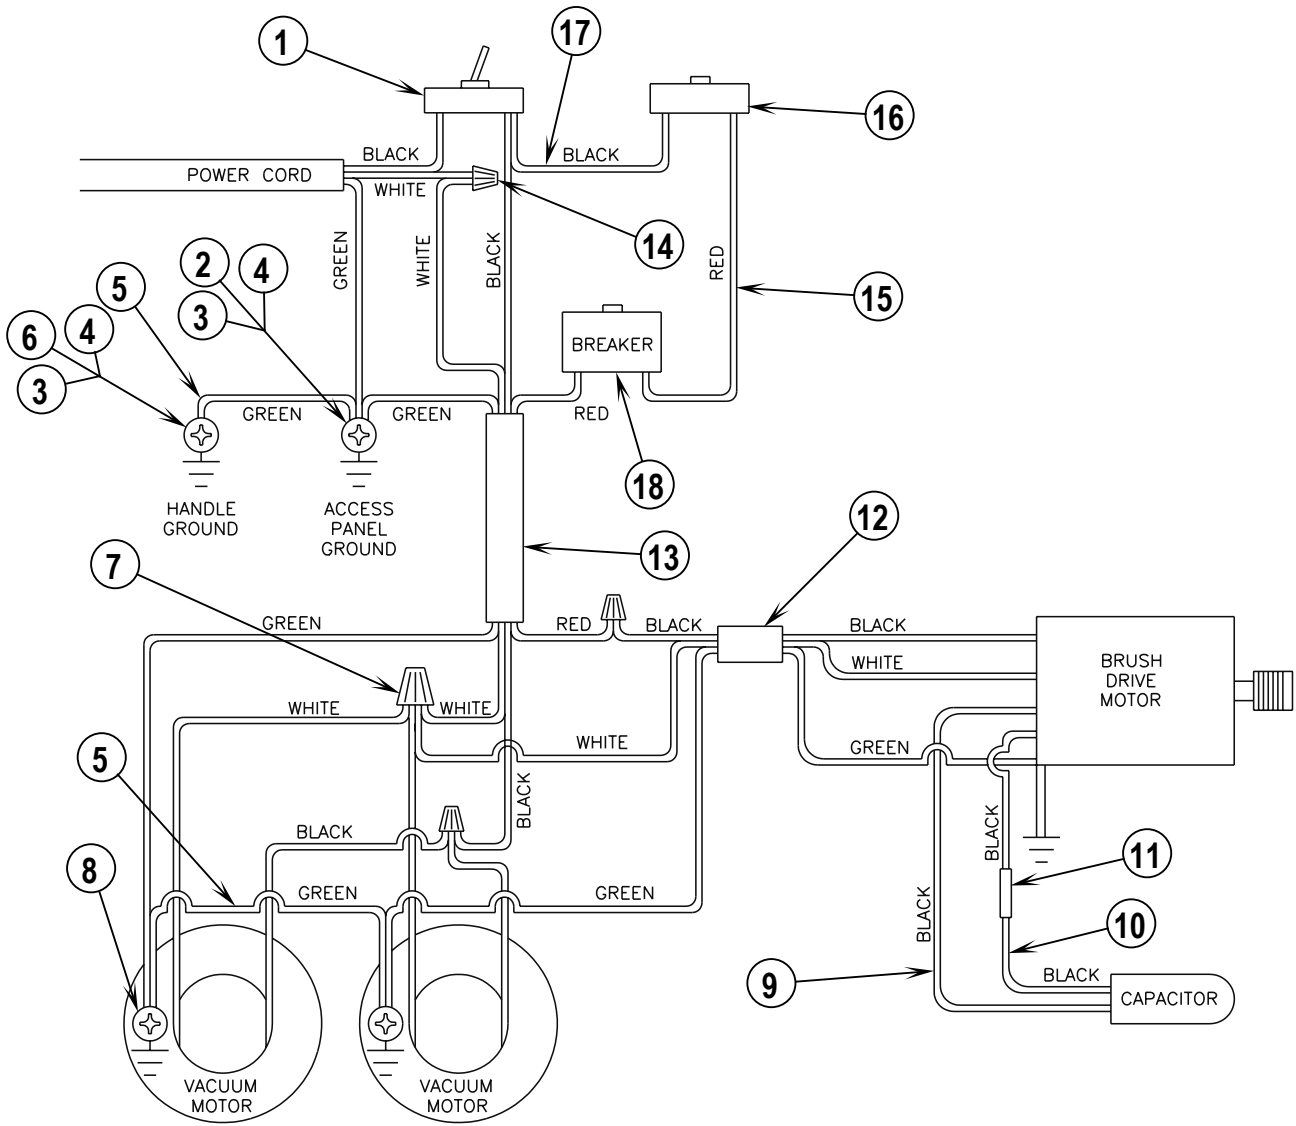 1
17
16
BLACK
BLACK
POWER CORD
WHITE
14
GREEN
WHITE
BLACK
RED
2
4
5
3
15
6
4
3
BREAKER
GREEN
GREEN
RED
18
HANDLE
GROUND
ACCESS
PANEL
GROUND
13
12
7
GREEN
RED
BLACK
BLACK
WHITE
BRUSH
DRIVE
MOTOR
WHITE
WHITE
WHITE
GREEN
5
BLACK
BLACK
BLACK
11
8
GREEN
GREEN
BLACK
10
9
BLACK
CAPACITOR
VACUUM
MOTOR
VACUUM
MOTOR